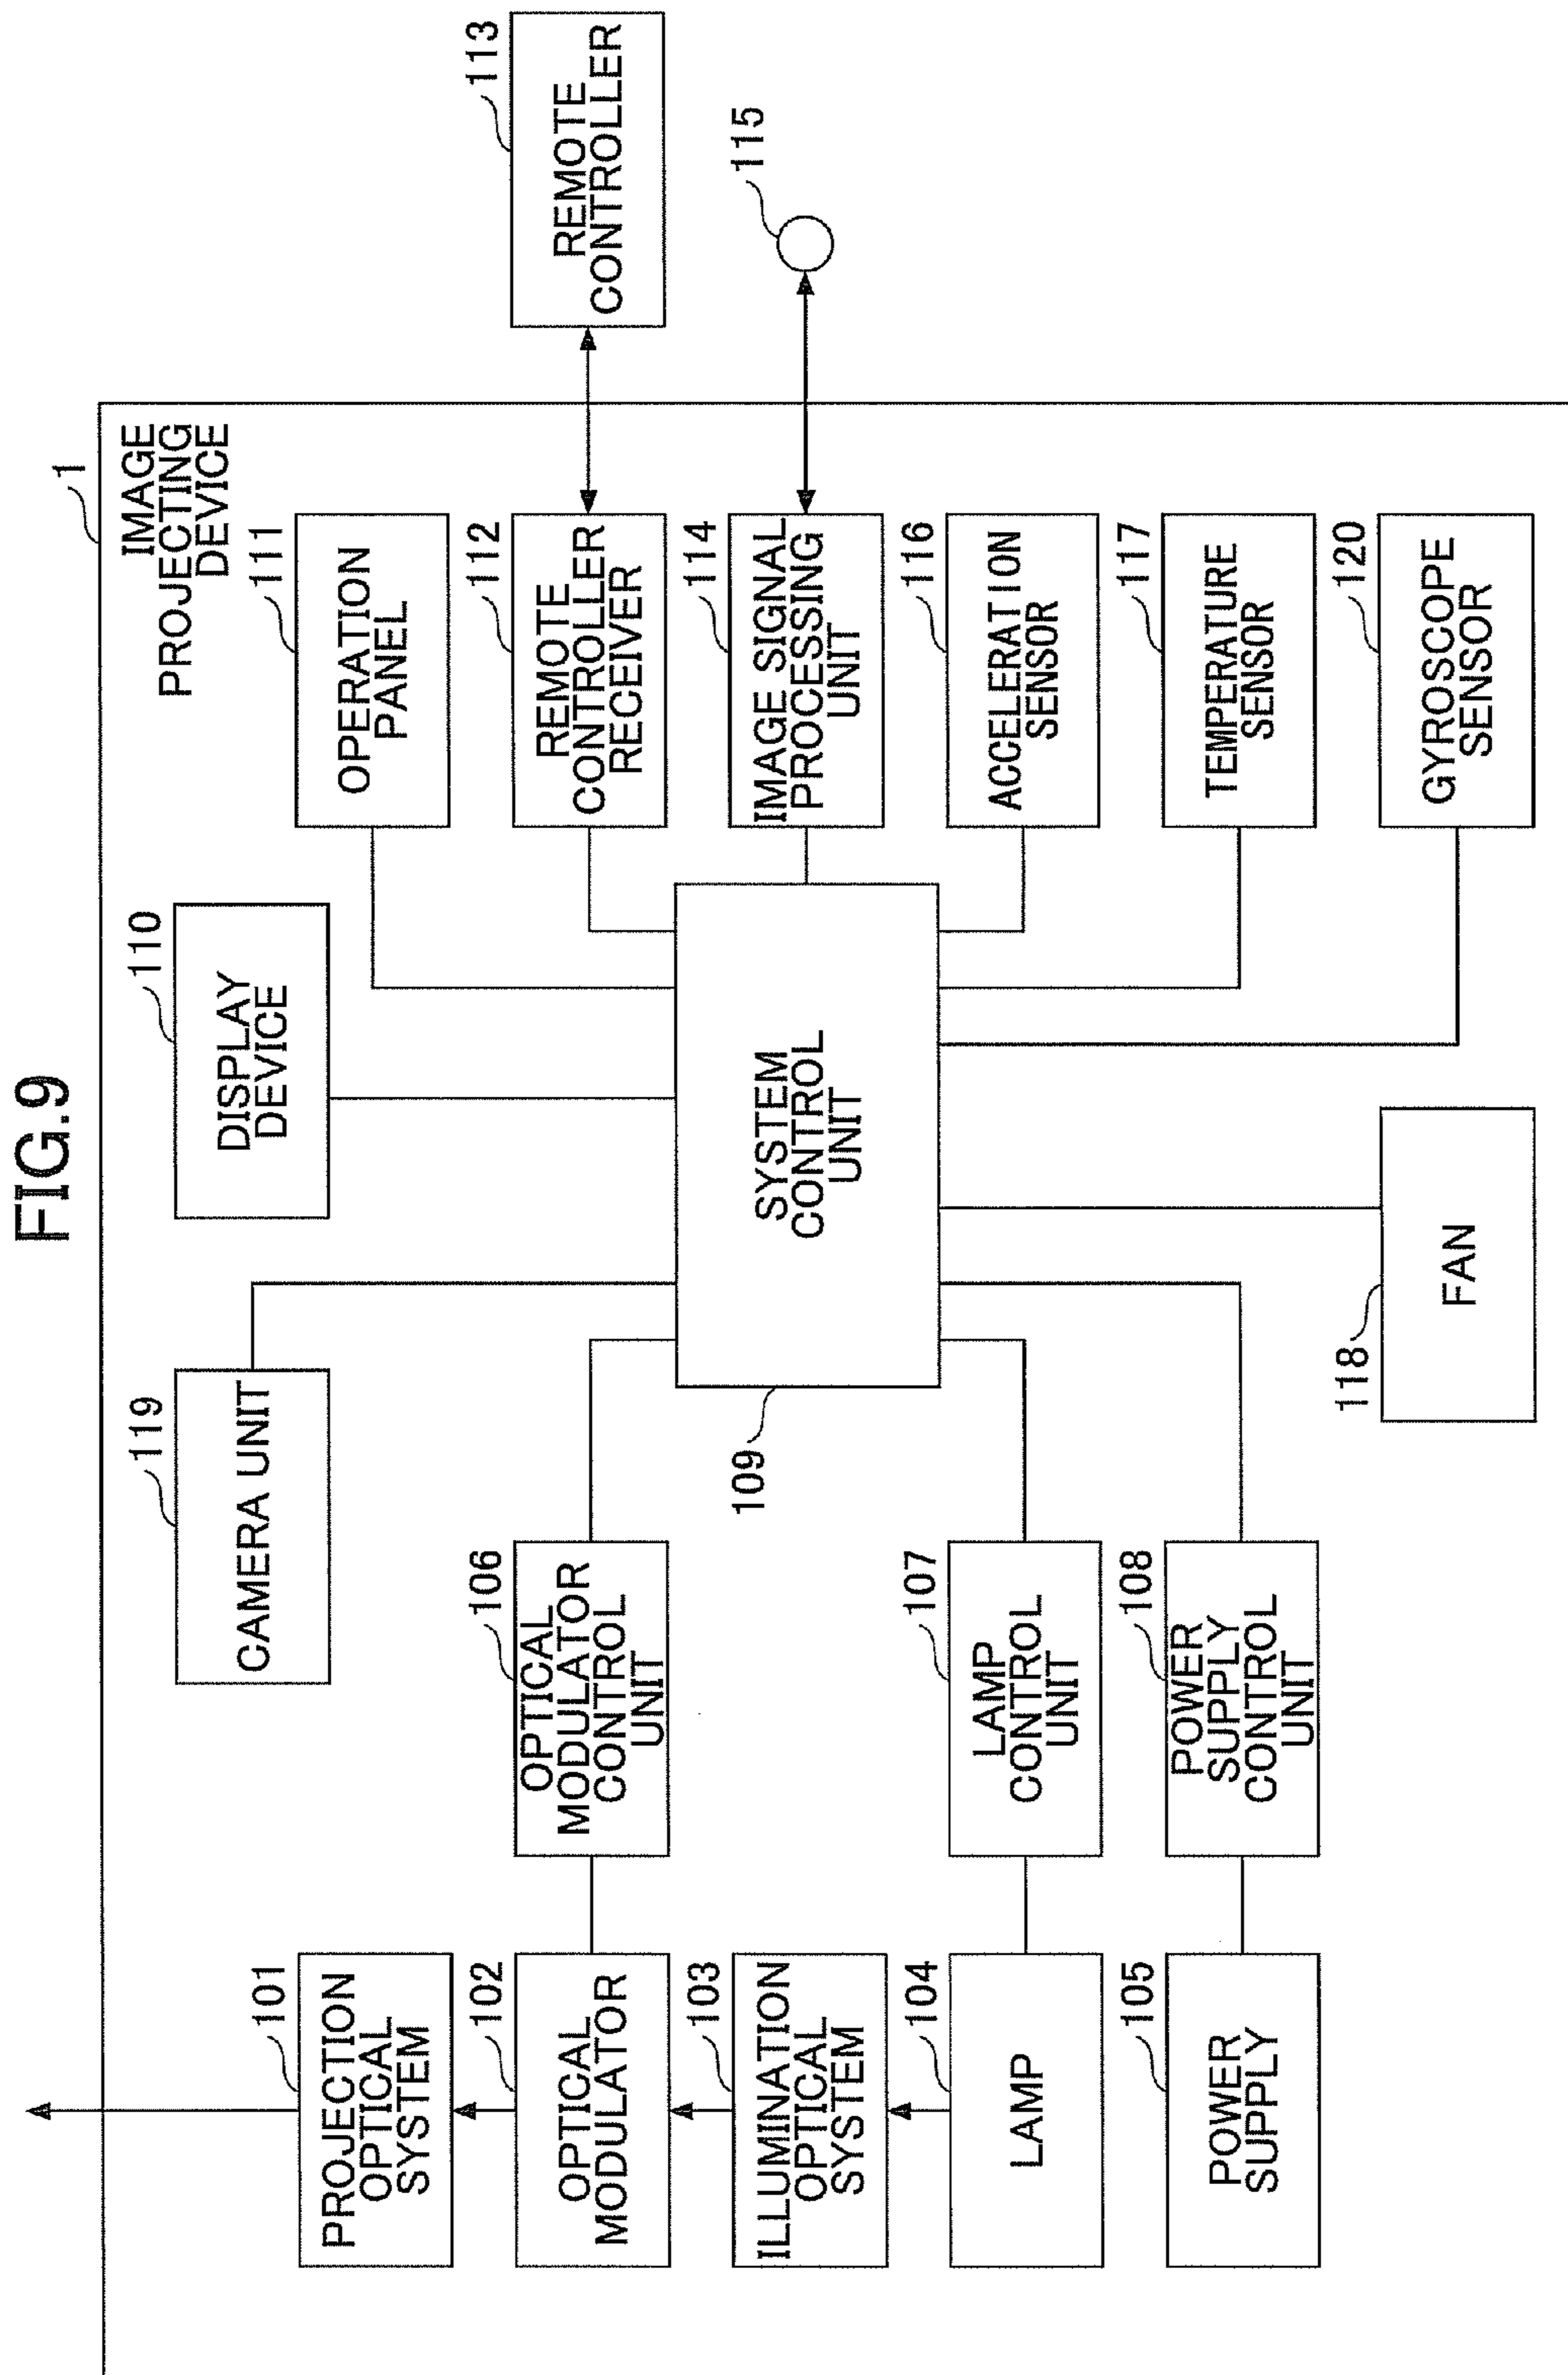 FIG.9
1
IMAGE
PROJECTING
DEVICE
101
PROJECTION
OPTICAL
SYSTEM
102
OPTICAL
MODULATOR
103
ILLUMINATION
OPTICAL
SYSTEM
104
LAMP
105
POWER
SUPPLY
106
OPTICAL
MODULATOR
CONTROL
UNIT
107
LAMP
CONTROL
UNIT
108
POWER
SUPPLY
CONTROL
UNIT
119
CAMERA UNIT
109
SYSTEM
CONTROL
UNIT
118
FAN
110
DISPLAY
DEVICE
111
OPERATION
PANEL
112
REMOTE
CONTROLLER
RECEIVER
114
IMAGE SIGNAL
PROCESSING
UNIT
116
ACCELERATION
SENSOR
117
TEMPERATURE
SENSOR
120
GYROSCOPE
SENSOR
113
REMOTE
CONTROLLER
115